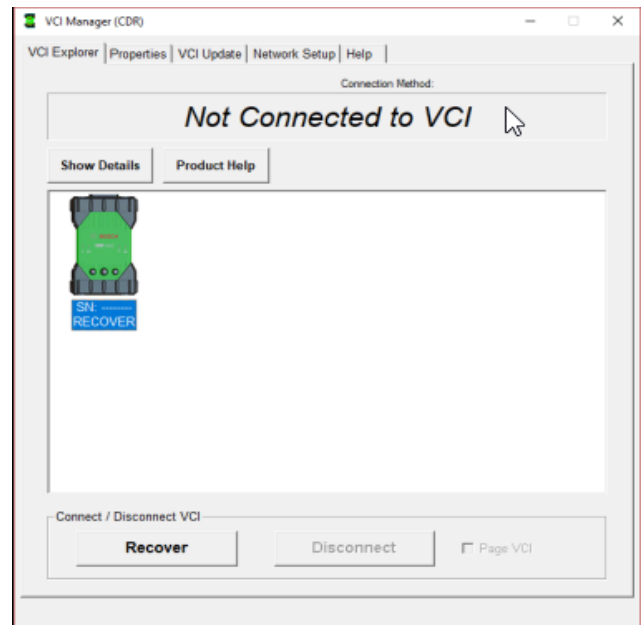 VCI Manager (CDR)
VCI Explorer Properties VCI Update Network Setup Help
Connection Method:
Not Connected to VCI
Show Details Product Help
BOSCH
SN: --------
RECOVER
Connect / Disconnect VCI
Recover Disconnect Page VCI